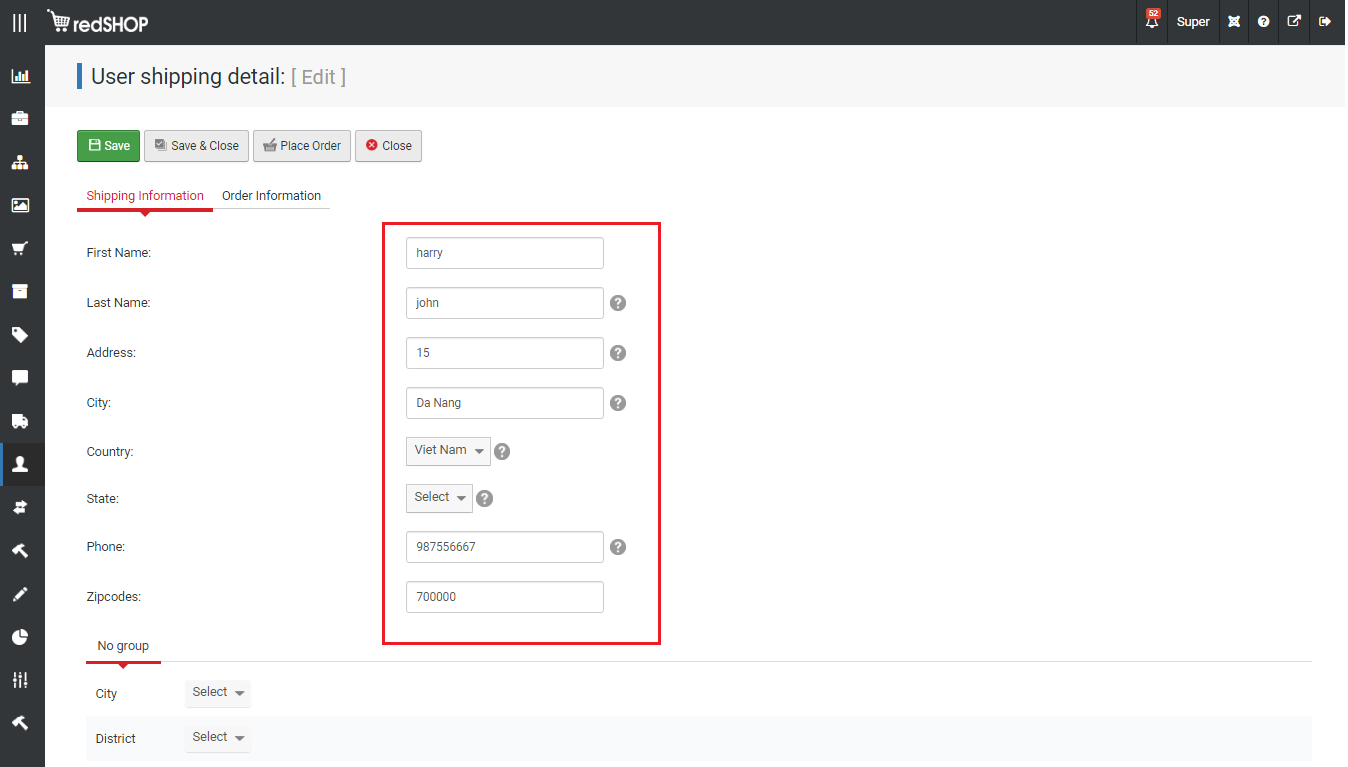 redSHOP
52
Super
User shipping detail: [ Edit ]
Save
Save & Close
Place Order
Close
Shipping Information
Order Information
First Name:
harry
Last Name:
john
Address:
15
City:
Da Nang
Country:
Viet Nam
State:
Select
Phone:
987556667
Zipcodes:
700000
No group
City
Select
District
Select